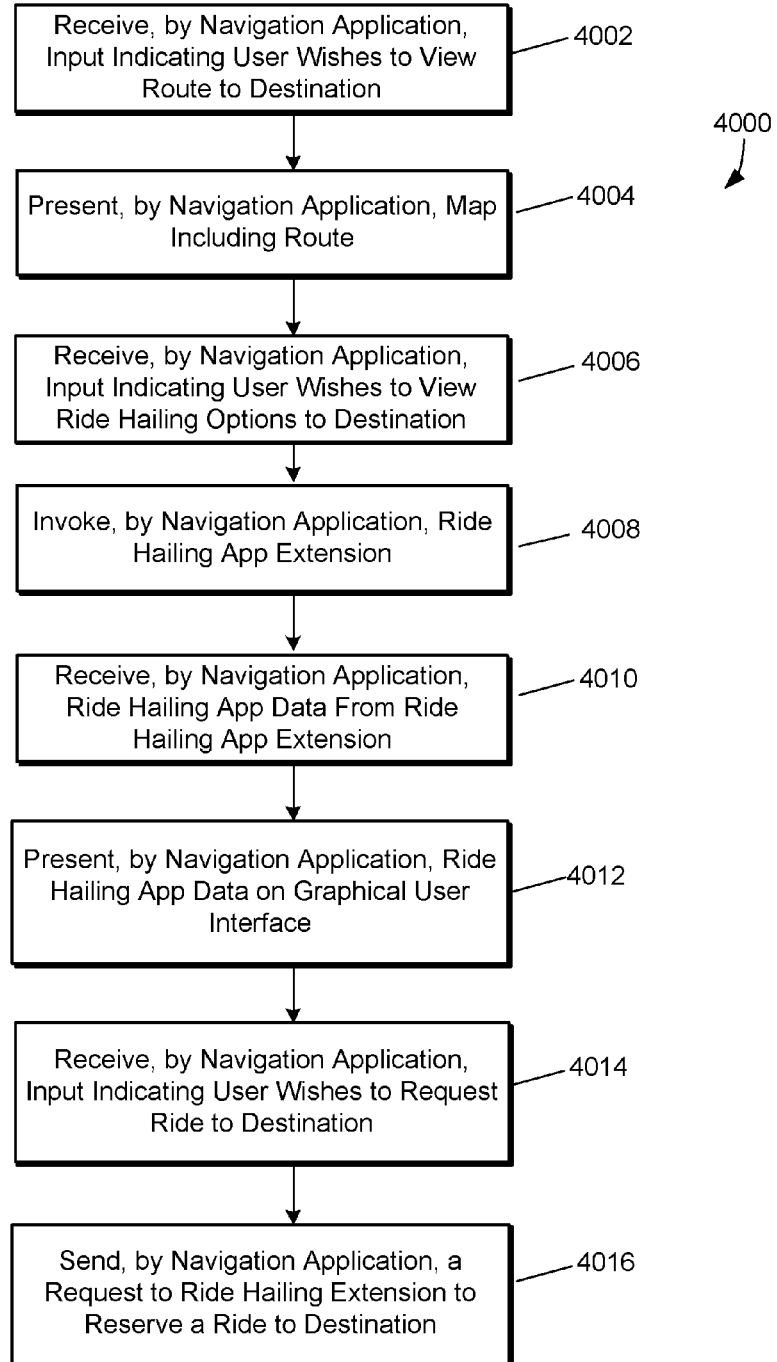 Receive, by Navigation Application,
Input Indicating User Wishes to View
Route to Destination
4002
4000
Present, by Navigation Application, Map
Including Route
4004
Receive, by Navigation Application,
Input Indicating User Wishes to View
Ride Hailing Options to Destination
4006
Invoke, by Navigation Application, Ride
Hailing App Extension
4008
Receive, by Navigation Application,
Ride Hailing App Data From Ride
Hailing App Extension
4010
Present, by Navigation Application, Ride
Hailing App Data on Graphical User
Interface
4012
Receive, by Navigation Application,
Input Indicating User Wishes to Request
Ride to Destination
4014
Send, by Navigation Application, a
Request to Ride Hailing Extension to
Reserve a Ride to Destination
4016